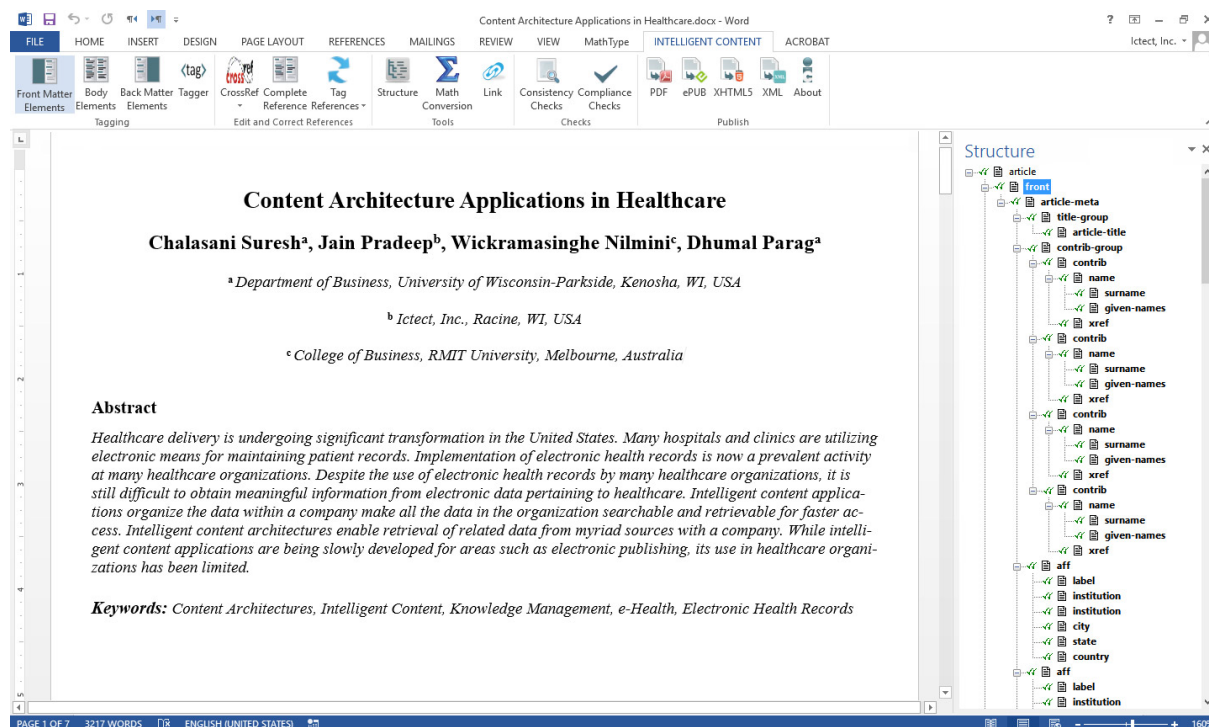 Content Architecture Applications in Healthcare.docx - Word
FILE HOME INSERT DESIGN PAGE LAYOUT REFERENCES MAILINGS REVIEW VIEW MathType INTELLIGENT CONTENT ACROBAT Ictect, Inc.
Front Matter Elements
Body Elements
Back Matter Elements
<tag> Tagger
crossref CrossRef
Complete Reference
Tag References
Structure
Math Conversion
Link
Consistency Checks
Compliance Checks
PDF ePUB XHTML5 XML About
Tagging Edit and Correct References Tools Checks Publish
Content Architecture Applications in Healthcare
Chalasani Sureshᵃ, Jain Pradeepᵇ, Wickramasinghe Nilminiᶜ, Dhumal Paragᵃ
ᵃ Department of Business, University of Wisconsin-Parkside, Kenosha, WI, USA
ᵇ Ictect, Inc., Racine, WI, USA
ᶜ College of Business, RMIT University, Melbourne, Australia
Abstract
Healthcare delivery is undergoing significant transformation in the United States. Many hospitals and clinics are utilizing
electronic means for maintaining patient records. Implementation of electronic health records is now a prevalent activity
at many healthcare organizations. Despite the use of electronic health records by many healthcare organizations, it is
still difficult to obtain meaningful information from electronic data pertaining to healthcare. Intelligent content applica-
tions organize the data within a company make all the data in the organization searchable and retrievable for faster ac-
cess. Intelligent content architectures enable retrieval of related data from myriad sources with a company. While intelli-
gent content applications are being slowly developed for areas such as electronic publishing, its use in healthcare organi-
zations has been limited.
Keywords: Content Architectures, Intelligent Content, Knowledge Management, e-Health, Electronic Health Records
Structure
article
front
article-meta
title-group
article-title
contrib-group
contrib
name
surname
given-names
xref
contrib
name
surname
given-names
xref
contrib
name
surname
given-names
xref
contrib
name
surname
given-names
xref
aff
label
institution
institution
city
state
country
aff
label
institution
PAGE 1 OF 7 3217 WORDS ENGLISH (UNITED STATES) 160%